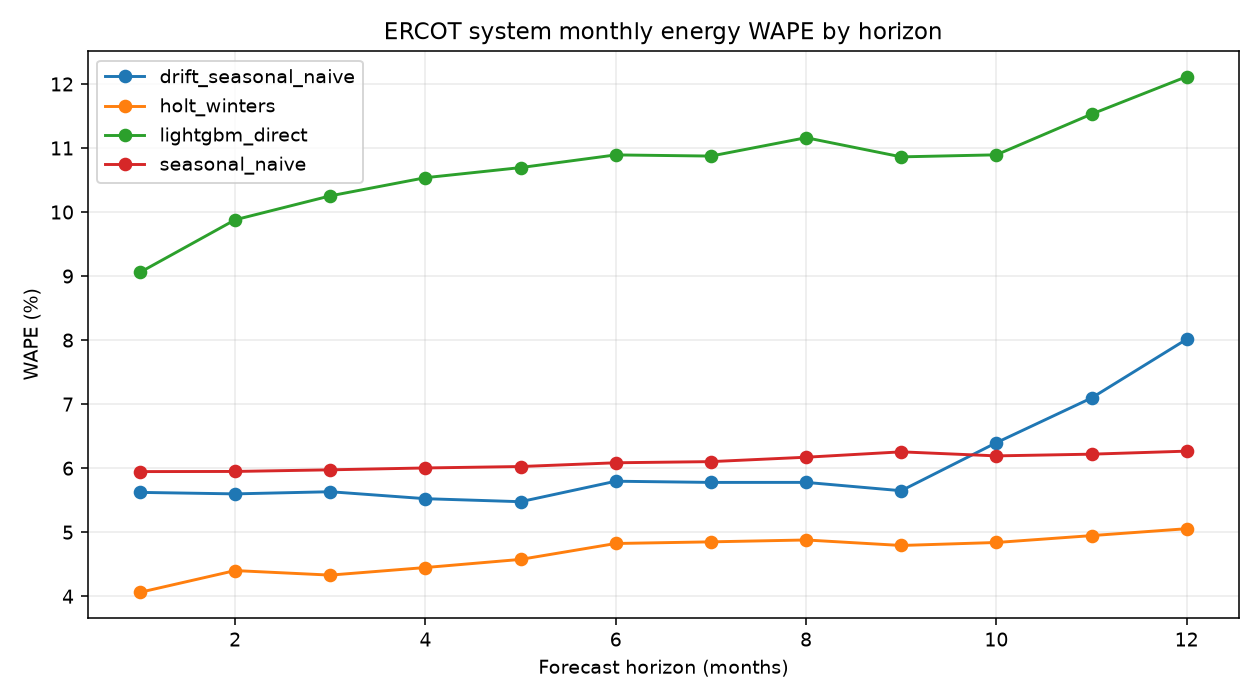 ERCOT system monthly energy WAPE by horizon
drift_seasonal_naive
holt_winters
lightgbm_direct
seasonal_naive
WAPE (%)
12
11
10
9
8
7
6
5
4
2 4 6 8 10 12
Forecast horizon (months)